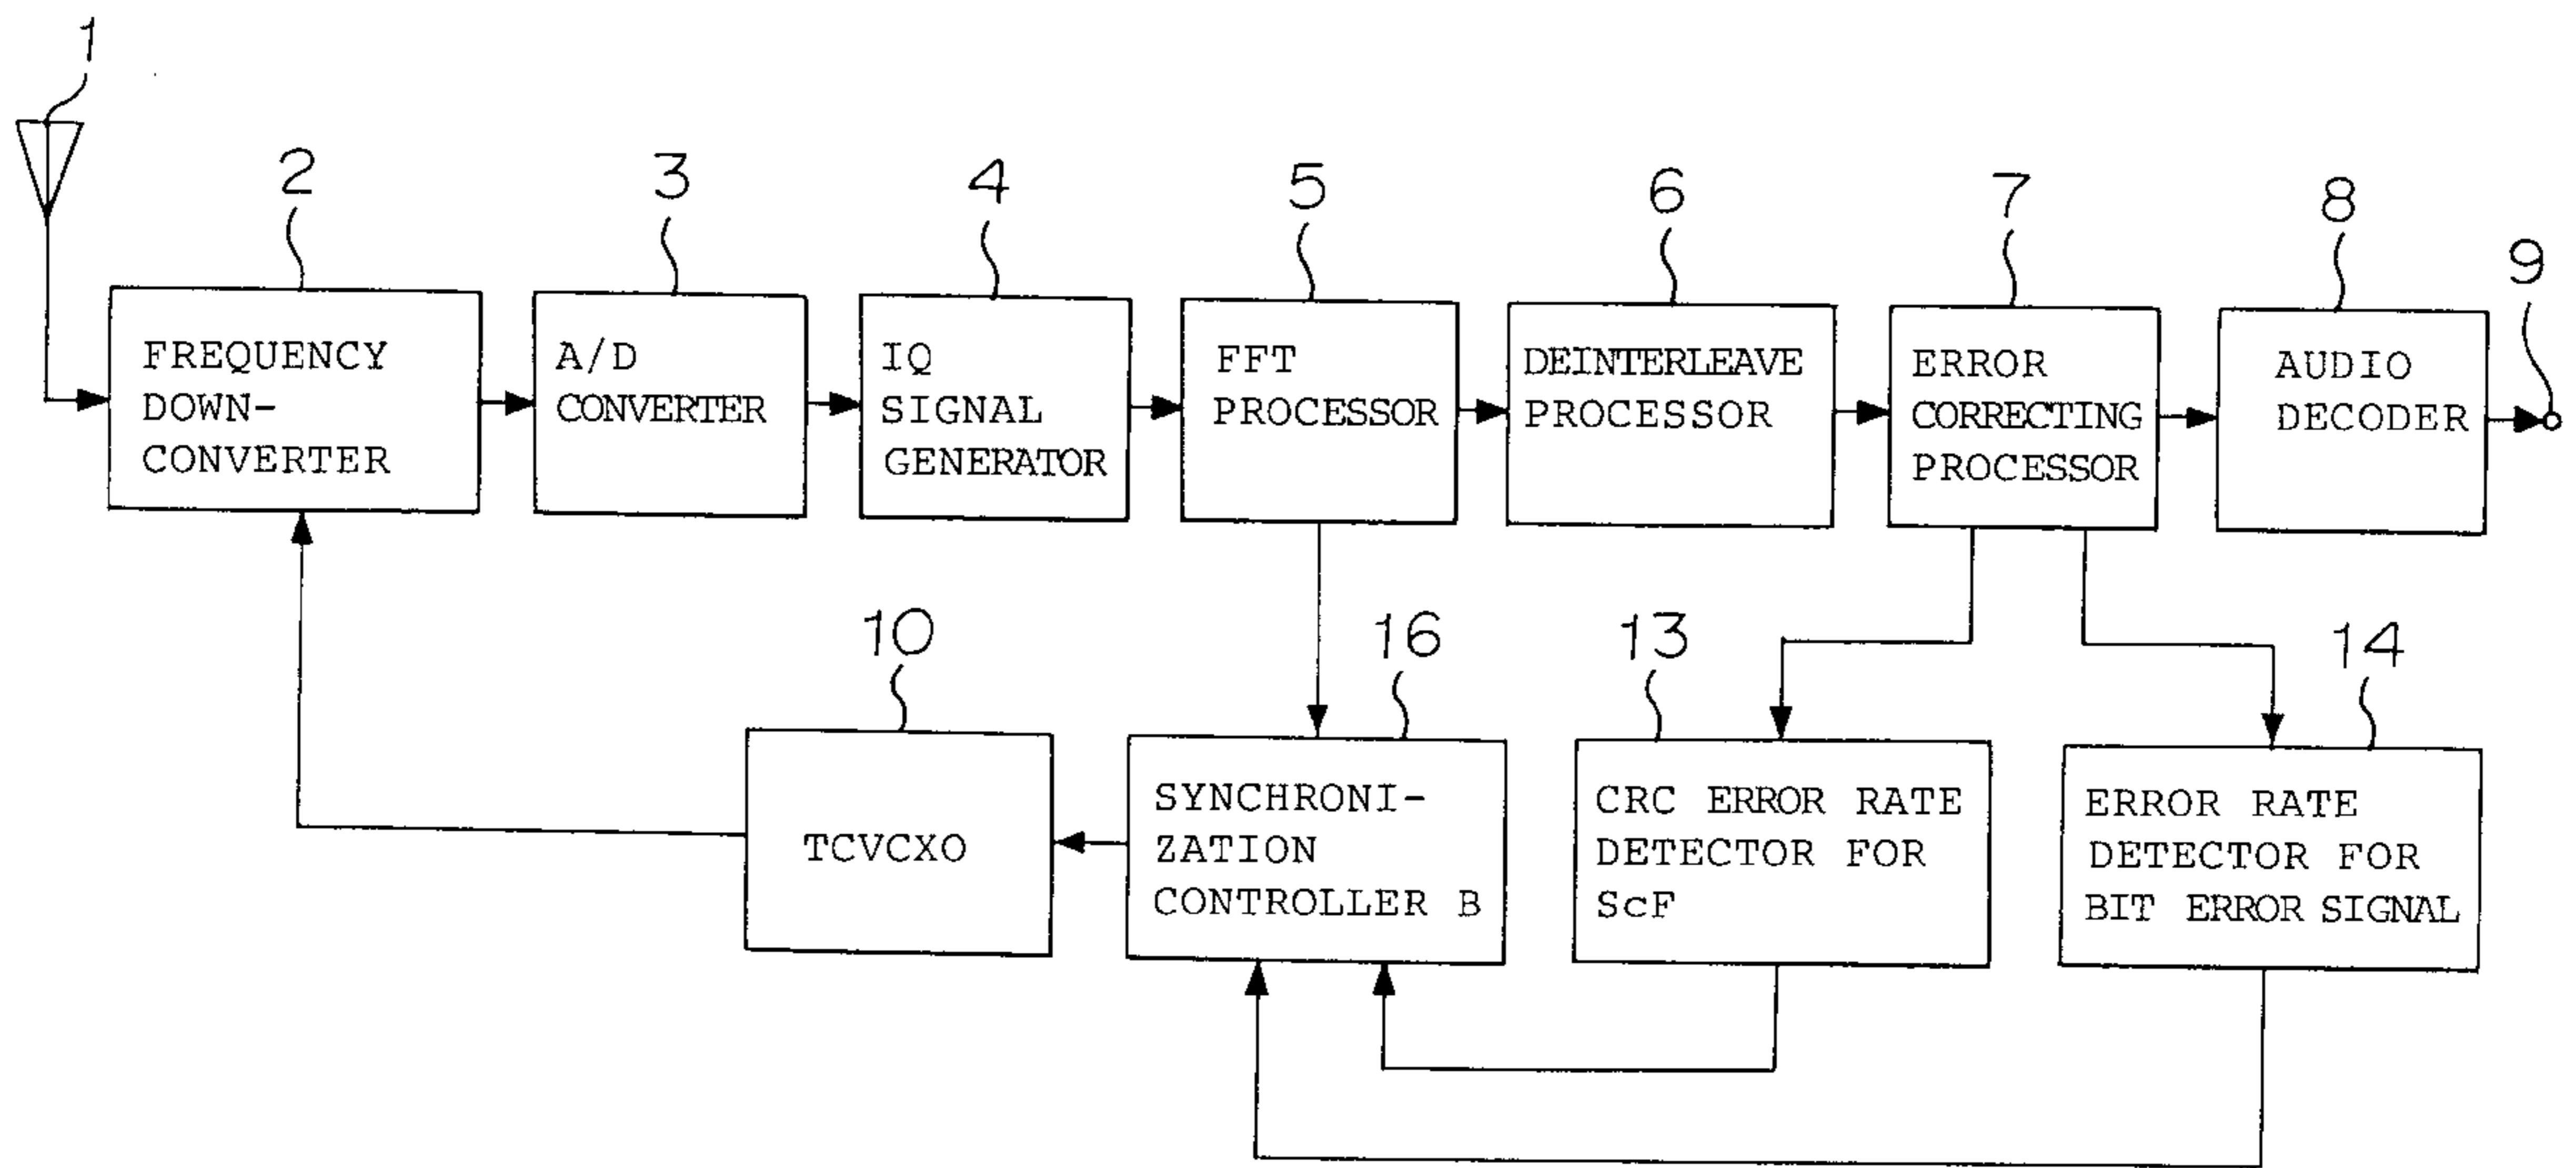 1
2
3
4
5
6
7
8
9
FREQUENCY
DOWN-
CONVERTER
A/D
CONVERTER
IQ
SIGNAL
GENERATOR
FFT
PROCESSOR
DEINTERLEAVE
PROCESSOR
ERROR
CORRECTING
PROCESSOR
AUDIO
DECODER
10
16
13
14
TCVCXO
SYNCHRONI-
ZATION
CONTROLLER B
CRC ERROR RATE
DETECTOR FOR
ScF
ERROR RATE
DETECTOR FOR
BIT ERROR SIGNAL